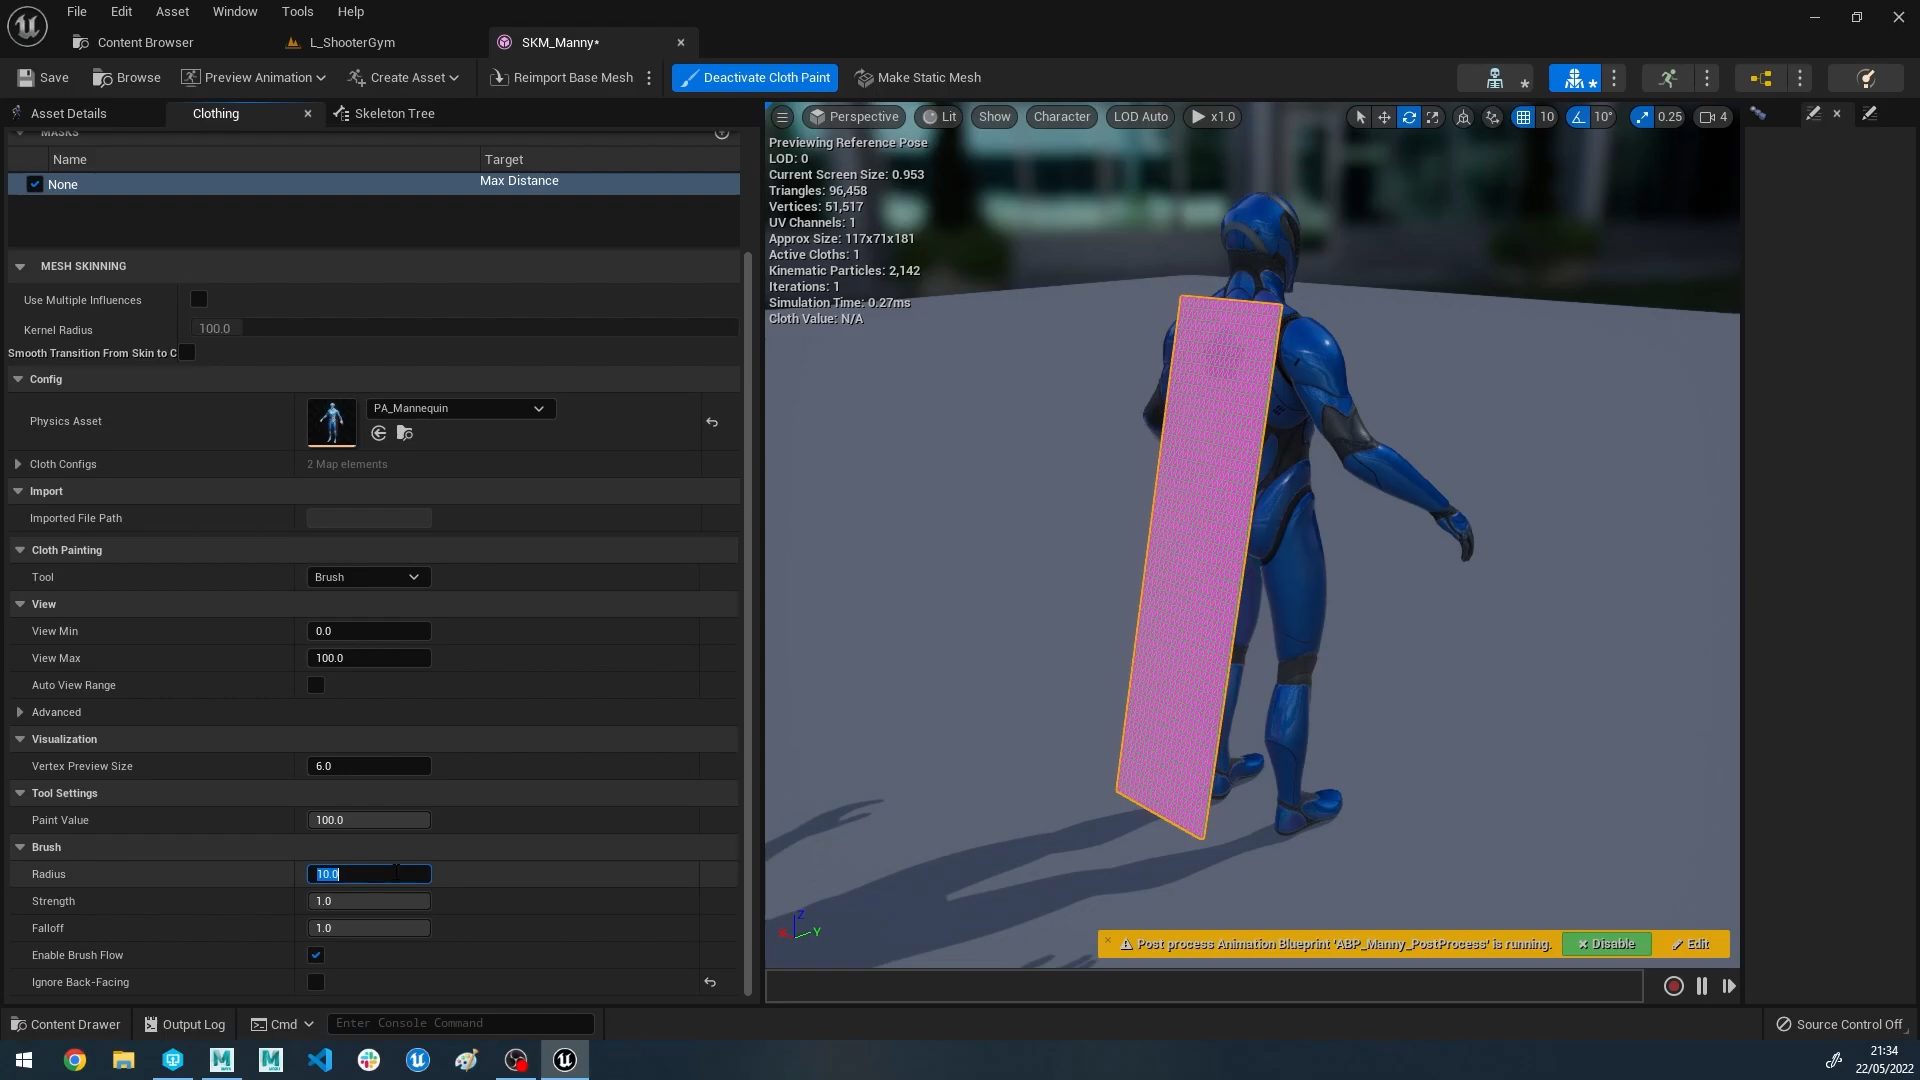 File Edit Asset Window Tools Help
Content Browser L_ShooterGym SKM_Manny*
Save Browse Preview Animation Create Asset Reimport Base Mesh Deactivate Cloth Paint Make Static Mesh
Asset Details Clothing Skeleton Tree
MASKS
Name Target
None Max Distance
MESH SKINNING
Use Multiple Influences
Kernel Radius 100.0
Smooth Transition From Skin to C
Config
Physics Asset PA_Mannequin
Cloth Configs 2 Map elements
Import
Imported File Path
Cloth Painting
Tool Brush
View
View Min 0.0
View Max 100.0
Auto View Range
Advanced
Visualization
Vertex Preview Size 6.0
Tool Settings
Paint Value 100.0
Brush
Radius 10.0
Strength 1.0
Falloff 1.0
Enable Brush Flow
Ignore Back-Facing
Perspective Lit Show Character LOD Auto x1.0 10 10° 0.25 4
Previewing Reference Pose
LOD: 0
Current Screen Size: 0.953
Triangles: 96,458
Vertices: 51,517
UV Channels: 1
Approx Size: 117x71x181
Active Cloths: 1
Kinematic Particles: 2,142
Iterations: 1
Simulation Time: 0.27ms
Cloth Value: N/A
Z
Y
Post process Animation Blueprint 'ABP_Manny_PostProcess' is running. Disable Edit
Content Drawer Output Log Cmd Enter Console Command Source Control Off
21:34
22/05/2022